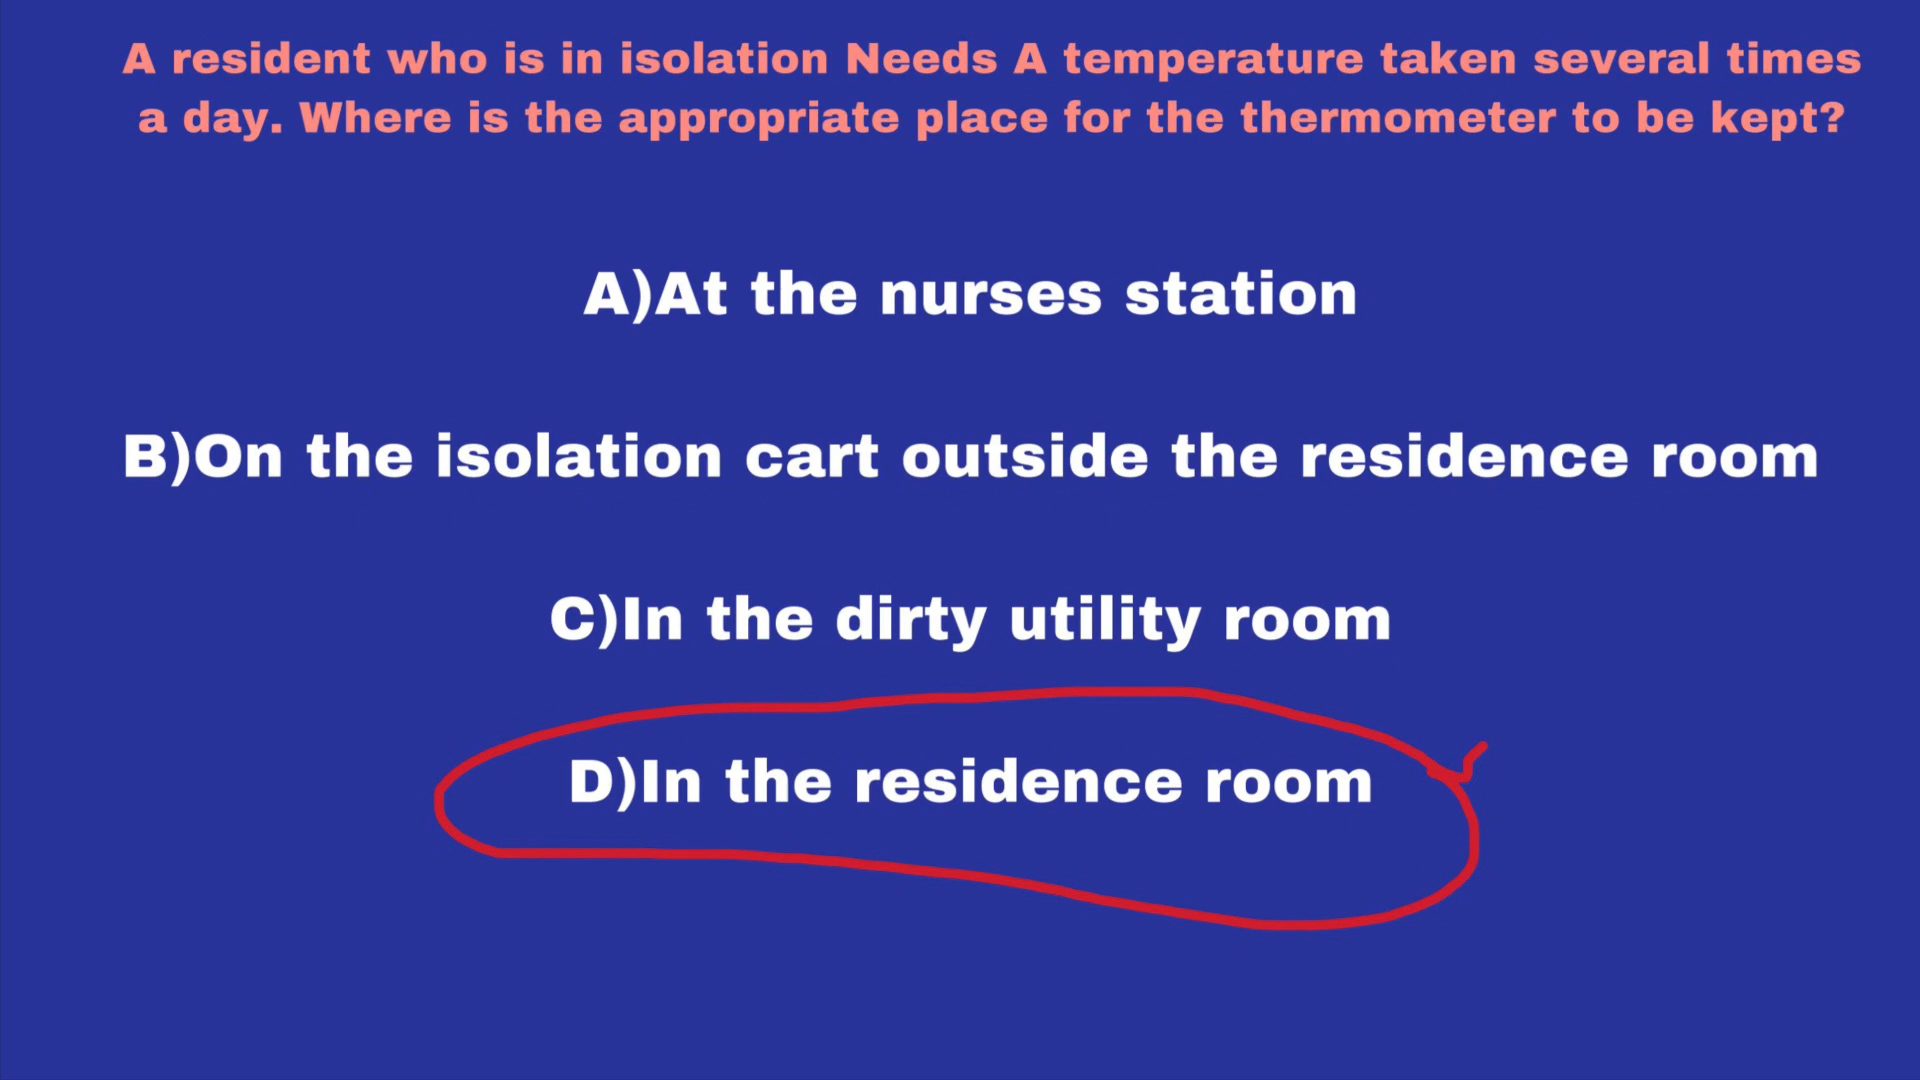 A resident who is in isolation Needs A temperature taken several times
a day. Where is the appropriate place for the thermometer to be kept?
A)At the nurses station
B)On the isolation cart outside the residence room
C)In the dirty utility room
D)In the residence room